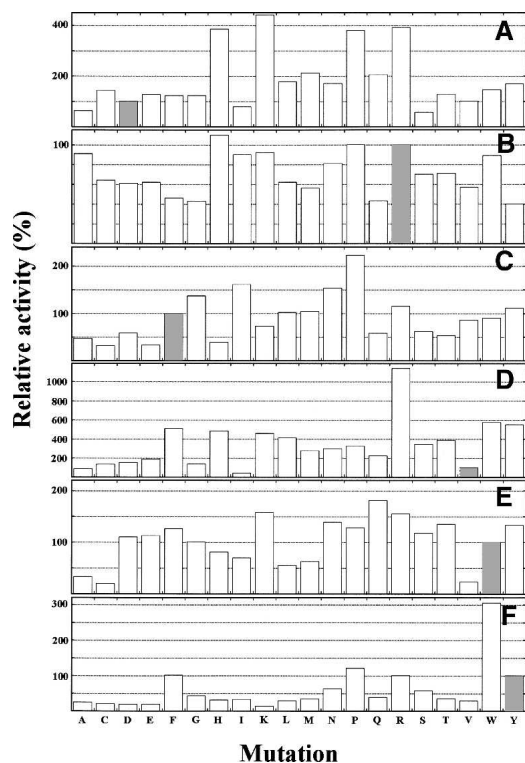 Relative activity (%)
A
400
200
B
100
C
200
100
D
1000
800
600
400
200
E
200
100
F
300
200
100
A C D E F G H I K L M N P Q R S T V W Y
Mutation